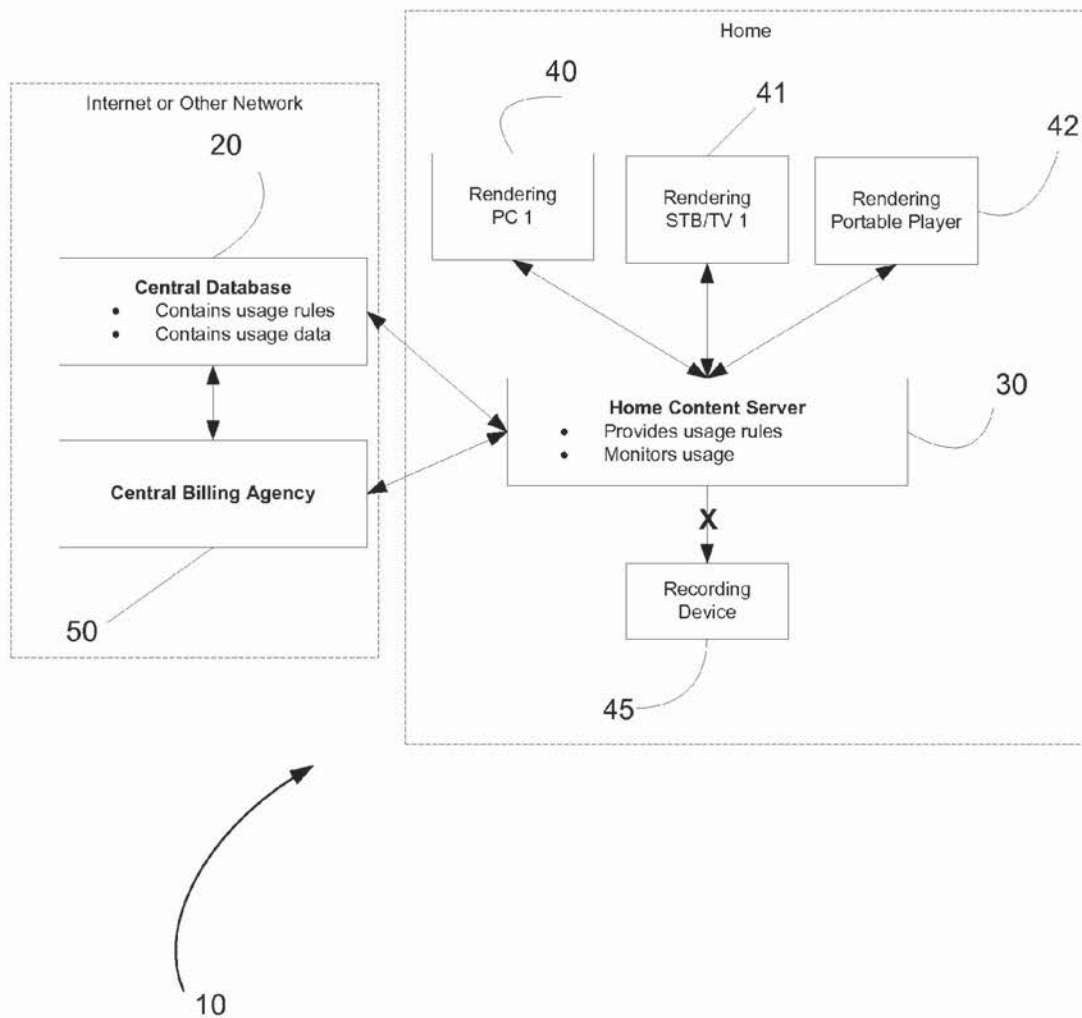 Home
40
41
42
Internet or Other Network
20
Rendering
PC 1
Rendering
STB/TV 1
Rendering
Portable Player
Central Database
• Contains usage rules
• Contains usage data
Home Content Server
• Provides usage rules
• Monitors usage
30
Central Billing Agency
X
Recording
Device
50
45
10